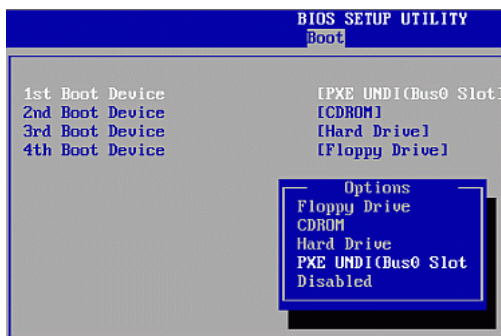 BIOS SETUP UTILITY
Boot
1st Boot Device [PXE UNDI(Bus0 Slot]
2nd Boot Device [CDROM]
3rd Boot Device [Hard Drive]
4th Boot Device [Floppy Drive]
Options
Floppy Drive
CDROM
Hard Drive
PXE UNDI(Bus0 Slot
Disabled